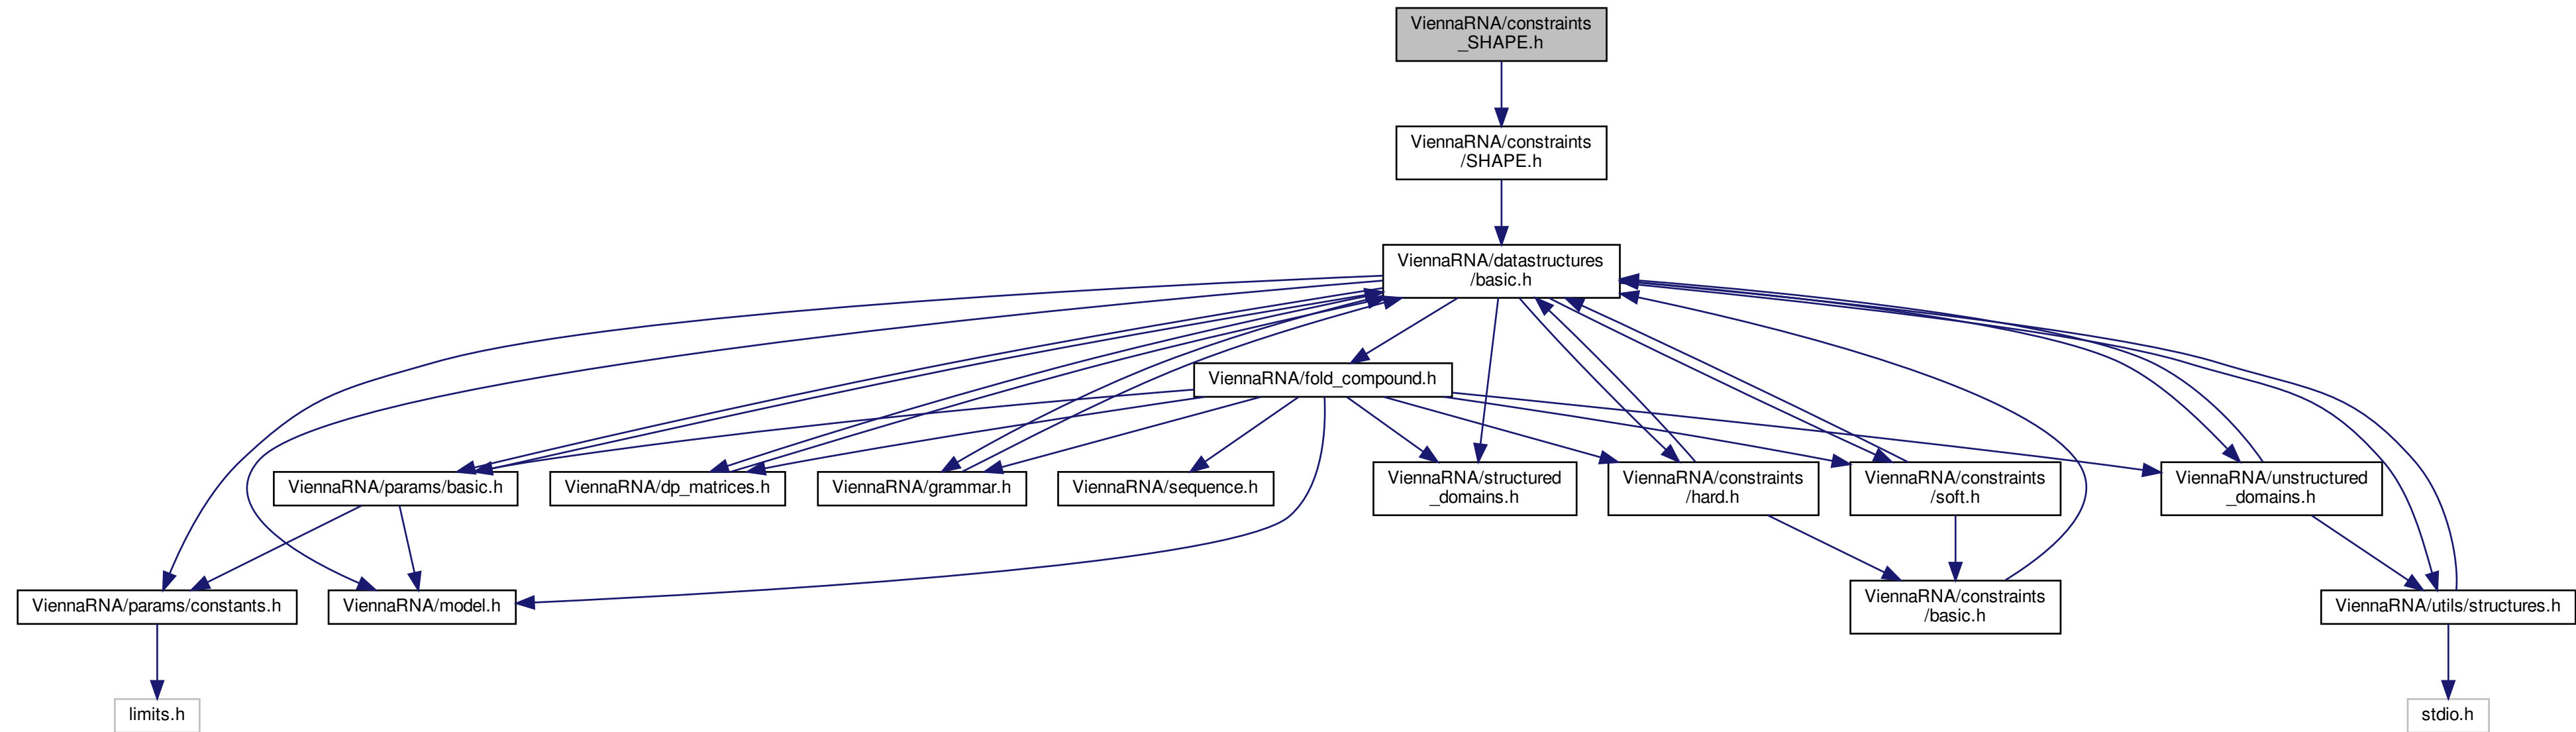 ViennaRNA/constraints
_SHAPE.h
ViennaRNA/constraints
/SHAPE.h
ViennaRNA/datastructures
/basic.h
ViennaRNA/fold_compound.h
ViennaRNA/params/basic.h
ViennaRNA/dp_matrices.h
ViennaRNA/grammar.h
ViennaRNA/sequence.h
ViennaRNA/structured
_domains.h
ViennaRNA/constraints
/hard.h
ViennaRNA/constraints
/soft.h
ViennaRNA/unstructured
_domains.h
ViennaRNA/params/constants.h
ViennaRNA/model.h
ViennaRNA/constraints
/basic.h
ViennaRNA/utils/structures.h
limits.h
stdio.h